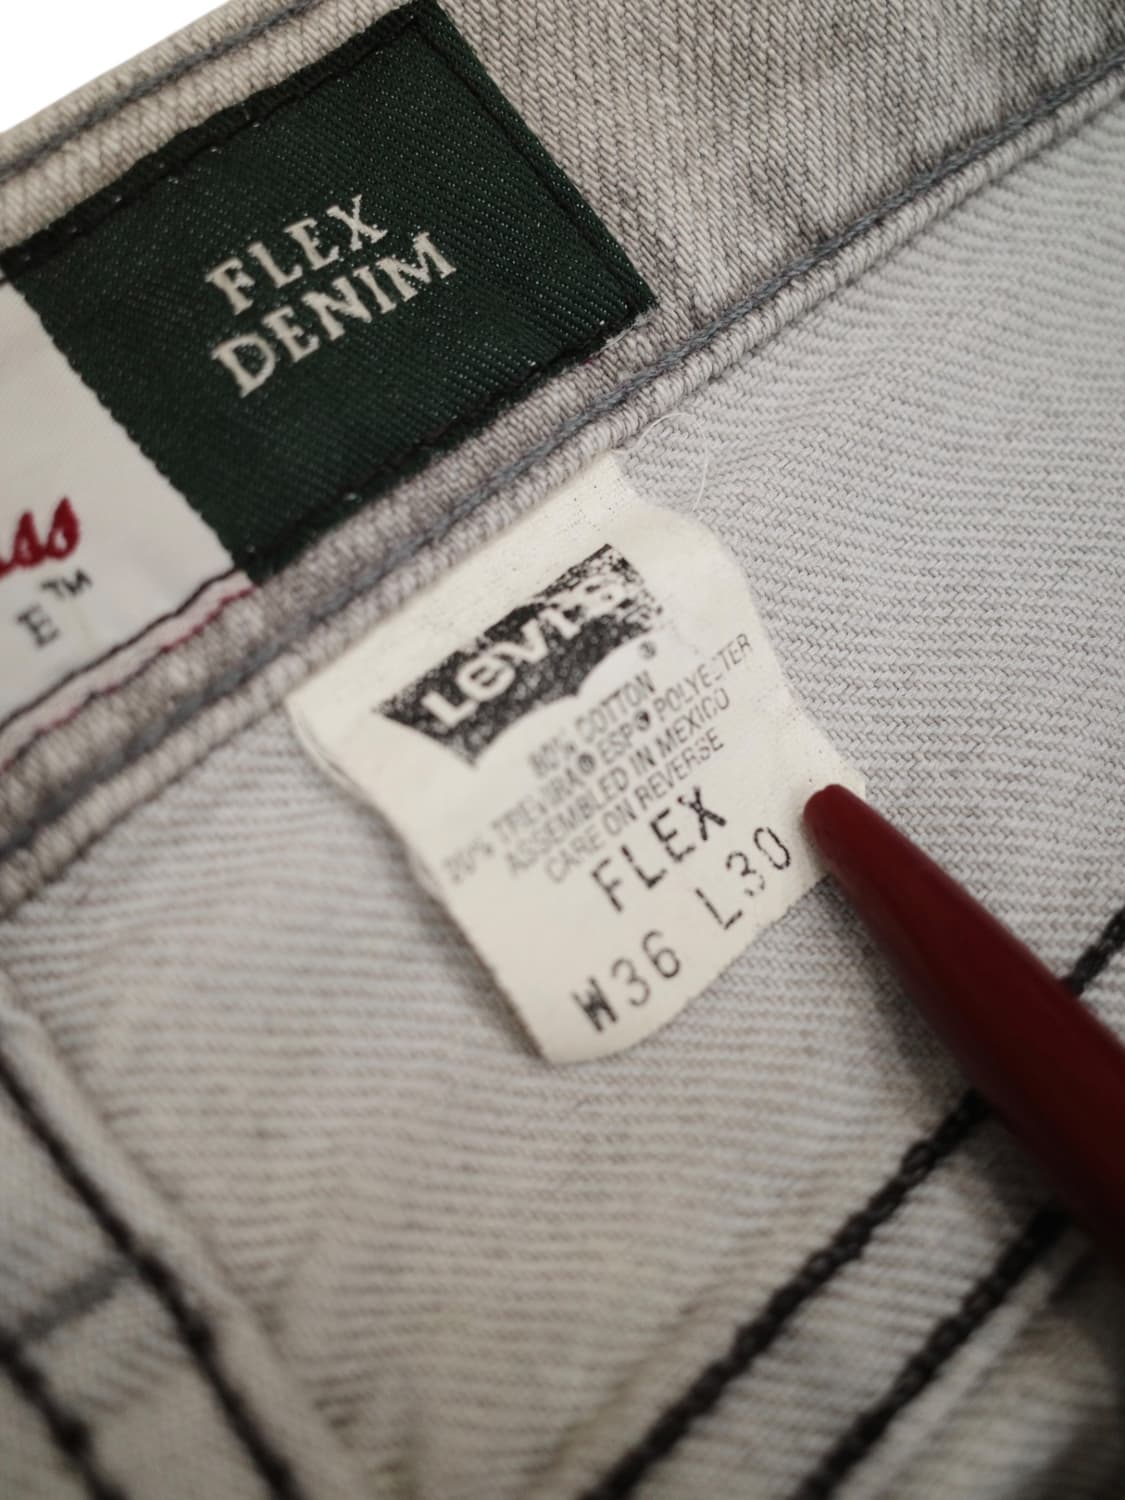 FLEX
DENIM
ss
E™
Levi's®
80% COTTON
20% TREVIRA® ESP® POLYESTER
ASSEMBLED IN MEXICO
CARE ON REVERSE
FLEX
W36 L30